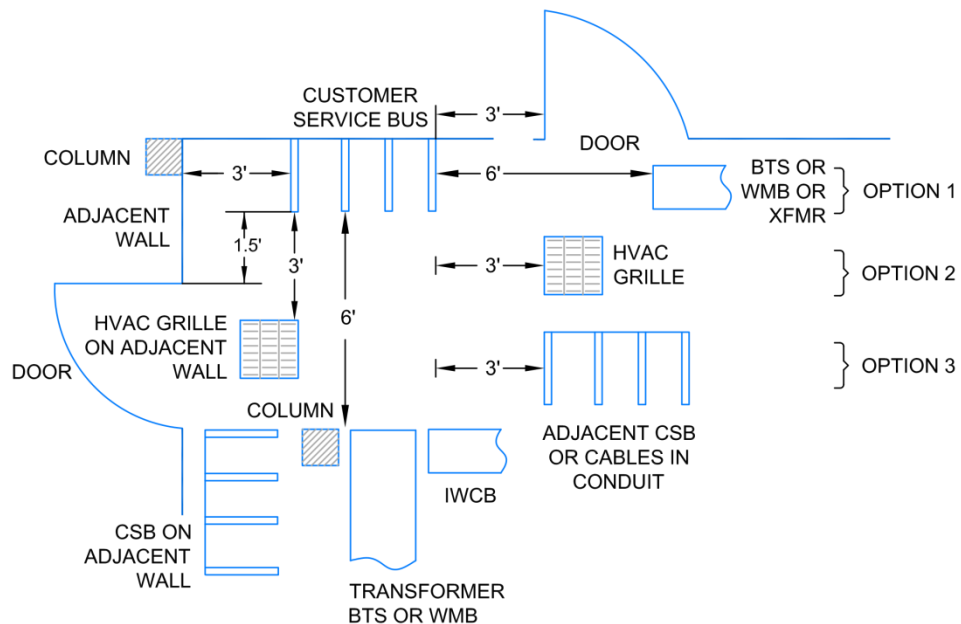 CUSTOMER
SERVICE BUS
3'
COLUMN
DOOR
3'
6'
BTS OR
WMB OR
XFMR
OPTION 1
ADJACENT
WALL
1.5'
3'
3'
HVAC
GRILLE
OPTION 2
6'
HVAC GRILLE
ON ADJACENT
WALL
DOOR
3'
OPTION 3
COLUMN
ADJACENT CSB
OR CABLES IN
CONDUIT
IWCB
CSB ON
ADJACENT
WALL
TRANSFORMER
BTS OR WMB